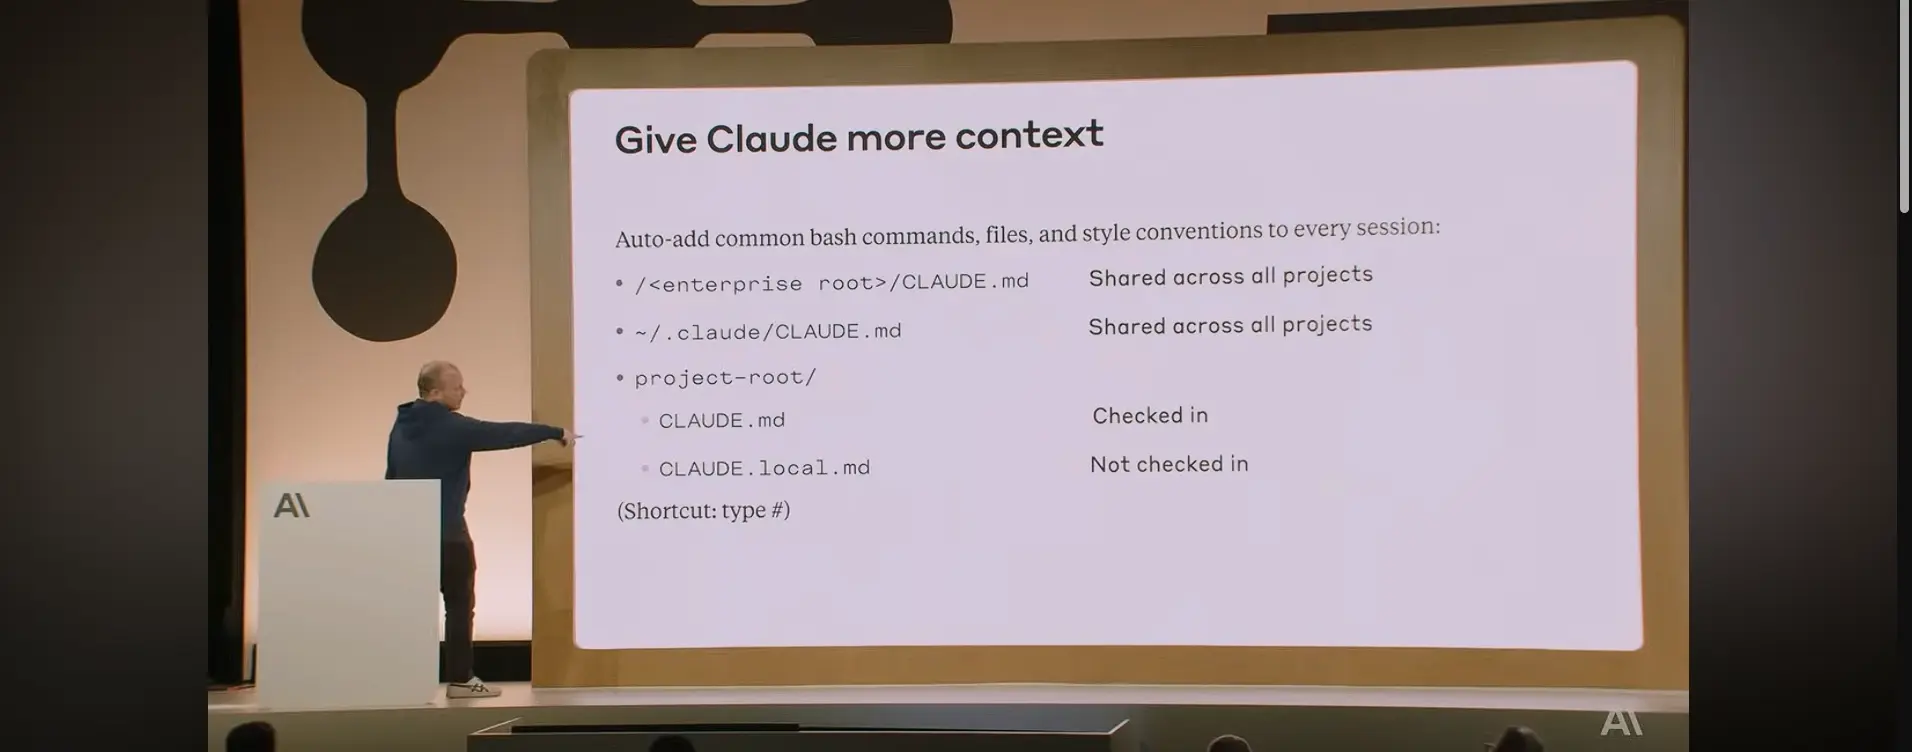 Give Claude more context
Auto-add common bash commands, files, and style conventions to every session:
• /<enterprise root>/CLAUDE.md Shared across all projects
• ~/.claude/CLAUDE.md Shared across all projects
• project-root/
• CLAUDE.md Checked in
• CLAUDE.local.md Not checked in
(Shortcut: type #)
A\
A\